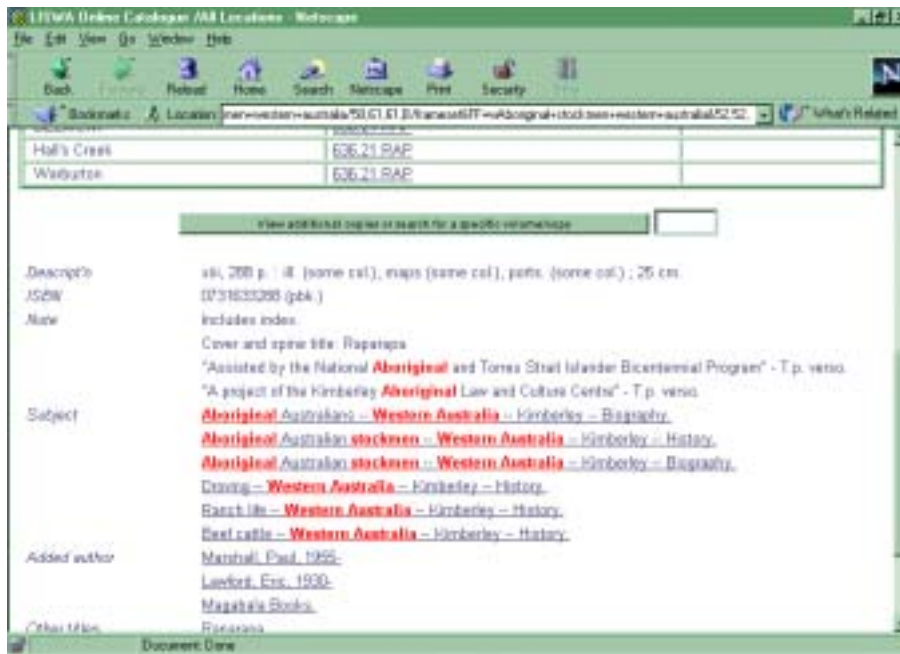 LISWA Online Catalogue /All Locations - Netscape
File Edit View Go Window Help
Back Forward Reload Home Search Netscape Print Security
Bookmarks Location: What's Related
Hall's Creek 636.21 RAP
Warburton 636.21 RAP
View additional copies or search for a specific volume/copy
Descript'n viii, 288 p. : ill. (some col.), maps (some col.), ports. (some col.) ; 25 cm.
ISBN (pbk.)
Note Includes index.
Cover and spine title: Raparapa
"Assisted by the National Aboriginal and Torres Strait Islander Bicentennial Program" - T.p. verso.
"A project of the Kimberley Aboriginal Law and Culture Centre" - T.p. verso.
Subject Aboriginal Australians -- Western Australia -- Kimberley -- Biography.
Aboriginal Australian stockmen -- Western Australia -- Kimberley -- History.
Aboriginal Australian stockmen -- Western Australia -- Kimberley -- Biography.
Droving -- Western Australia -- Kimberley -- History.
Ranch life -- Western Australia -- Kimberley -- History.
Beef cattle -- Western Australia -- Kimberley -- History.
Added author Marshall, Paul, 1955-
Lawford, Eric, 1930-
Magabala Books.
Other titles Raparapa
Document: Done